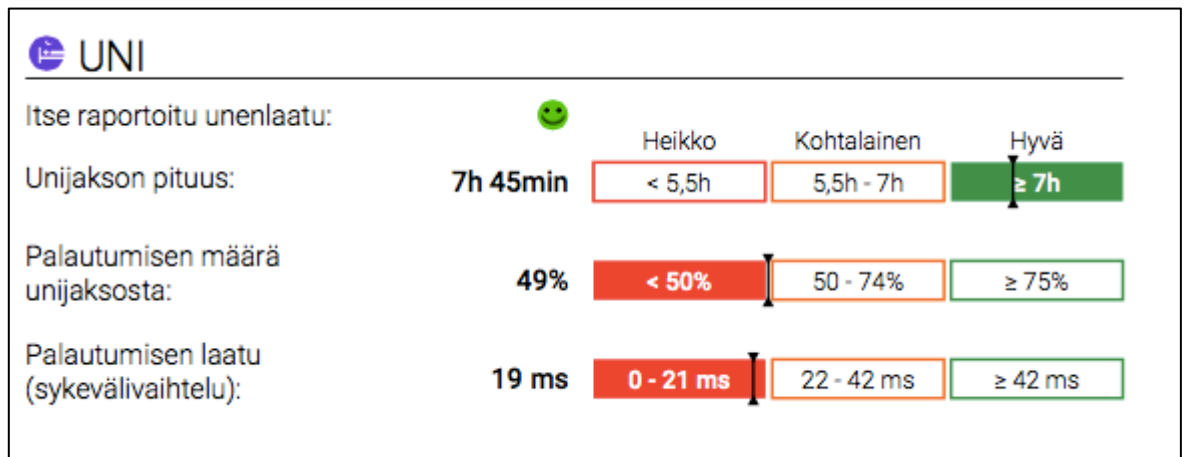 UNI
Itse raportoitu unenlaatu:
Heikko Kohtalainen Hyvä
Unijakson pituus: 7h 45min < 5,5h 5,5h - 7h ≥ 7h
Palautumisen määrä
unijaksosta: 49% < 50% 50 - 74% ≥ 75%
Palautumisen laatu
(sykevälivaihtelu): 19 ms 0 - 21 ms 22 - 42 ms ≥ 42 ms